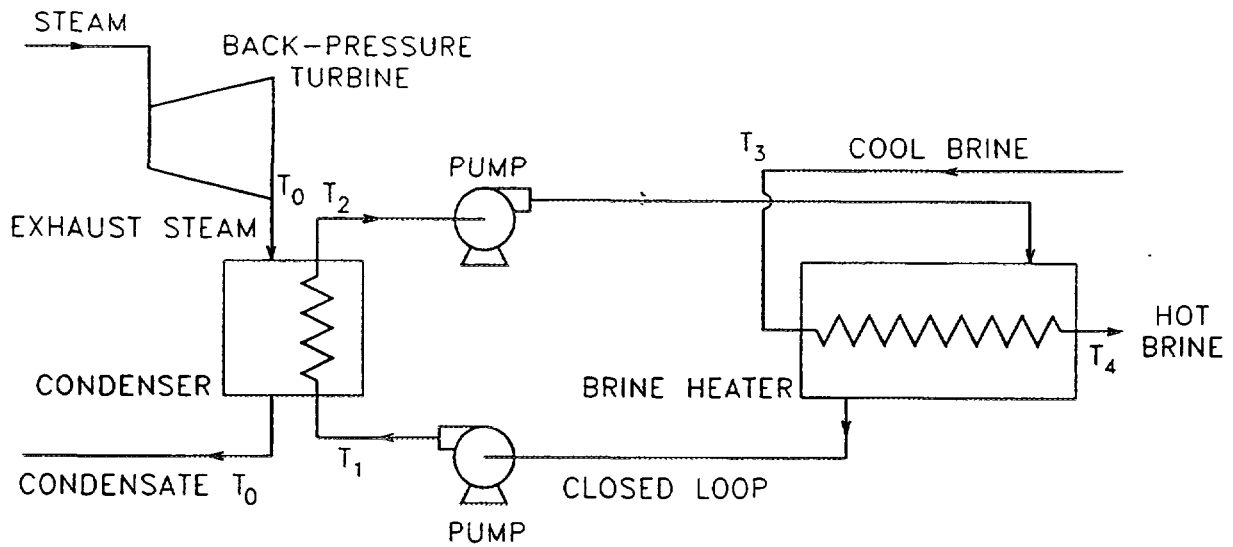 STEAM
BACK-PRESSURE
TURBINE
T₀
T₂
PUMP
T₃
COOL BRINE
EXHAUST STEAM
HOT
BRINE
T₄
CONDENSER
BRINE HEATER
T₁
CONDENSATE T₀
CLOSED LOOP
PUMP